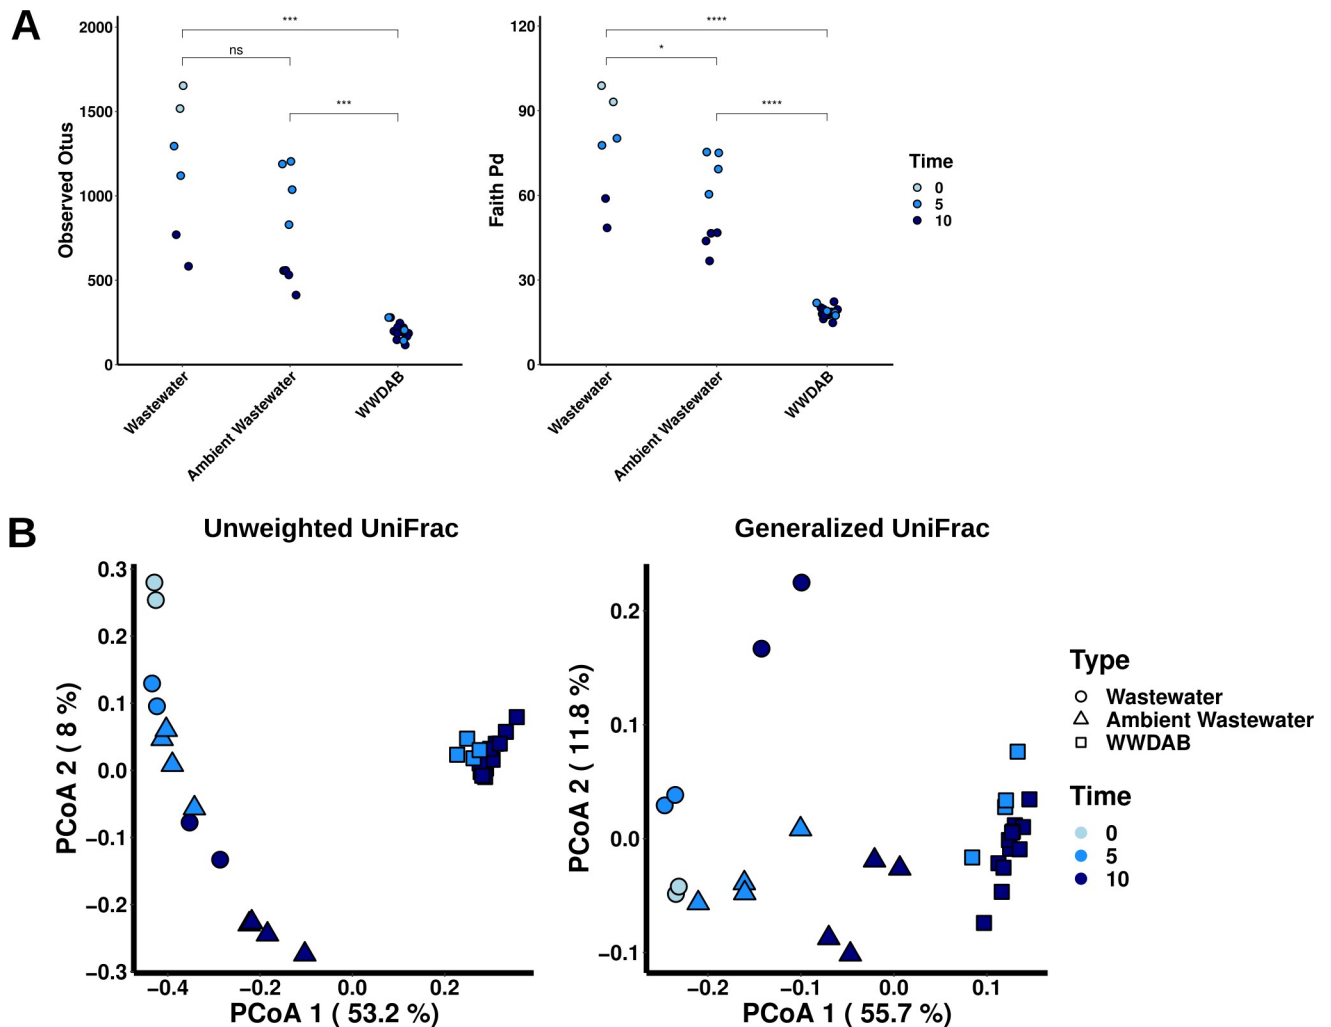 A
2000
1500
1000
500
0
Observed Otus
***
ns
***
Wastewater
Ambient Wastewater
WWDAB
120
90
60
30
0
Faith Pd
****
*
****
Wastewater
Ambient Wastewater
WWDAB
Time
0
5
10
B
Unweighted UniFrac
0.3
0.2
0.1
0.0
−0.1
−0.2
−0.3
PCoA 2 ( 8 %)
−0.4
−0.2
0.0
0.2
PCoA 1 ( 53.2 %)
Generalized UniFrac
0.2
0.1
0.0
−0.1
PCoA 2 ( 11.8 %)
−0.2
−0.1
0.0
0.1
PCoA 1 ( 55.7 %)
Type
Wastewater
Ambient Wastewater
WWDAB
Time
0
5
10